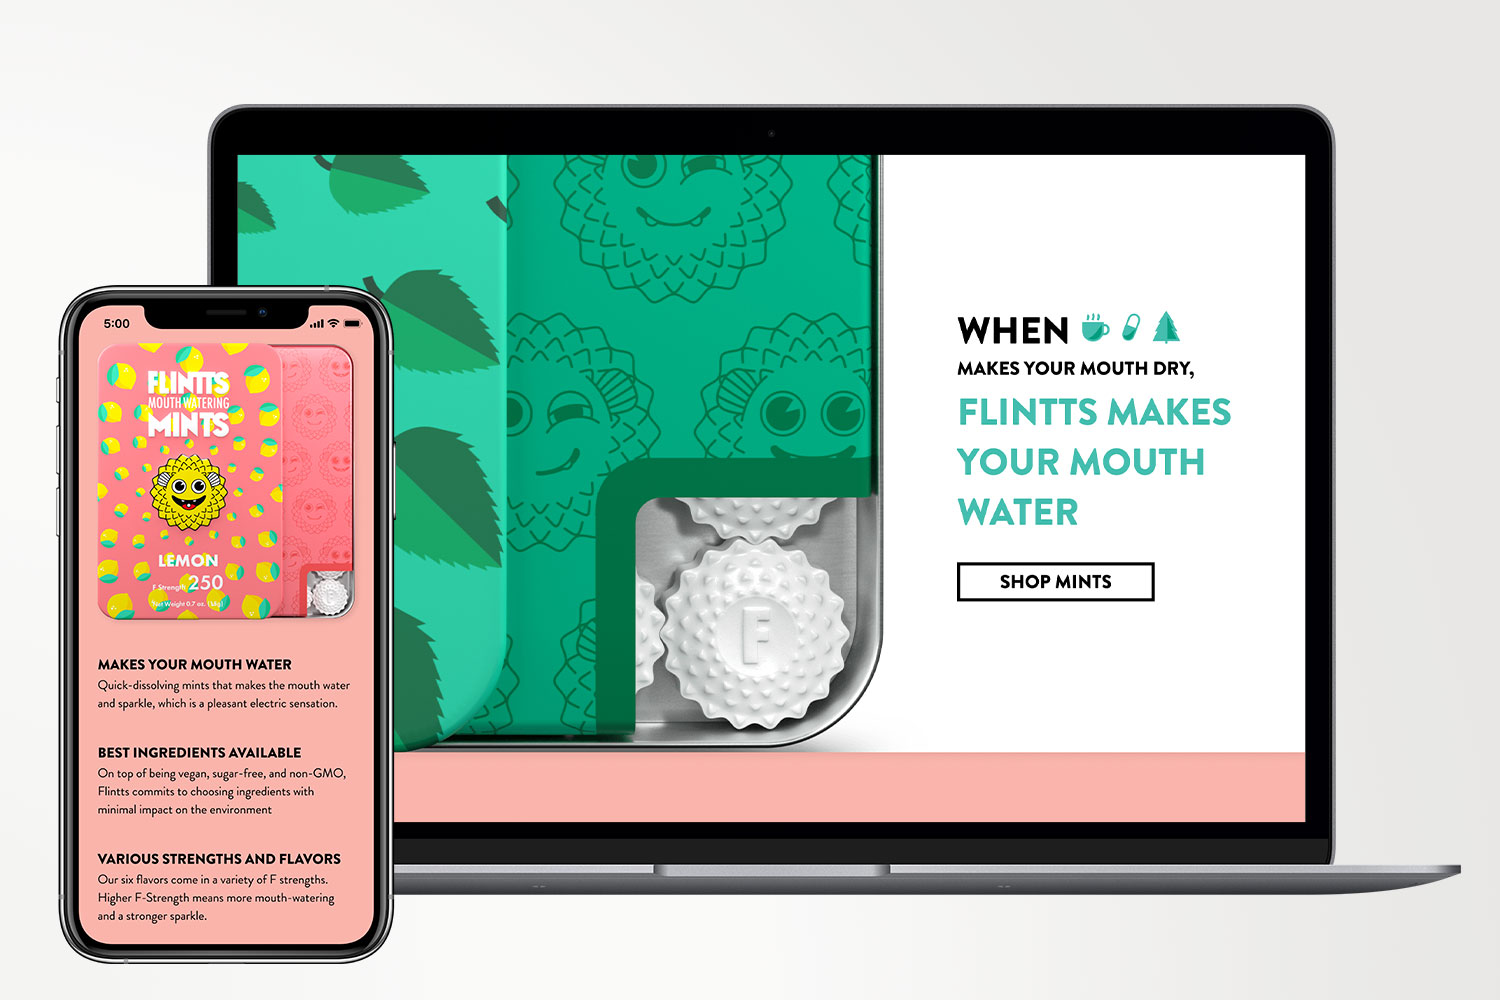 5:00
FLINTTS
MOUTH WATERING
MINTS
LEMON
F Strength 250
Net Weight 0.7 oz.
MAKES YOUR MOUTH WATER
Quick-dissolving mints that makes the mouth water
and sparkle, which is a pleasant electric sensation.
BEST INGREDIENTS AVAILABLE
On top of being vegan, sugar-free, and non-GMO,
Flintts commits to choosing ingredients with
minimal impact on the environment
VARIOUS STRENGTHS AND FLAVORS
Our six flavors come in a variety of F strengths.
Higher F-Strength means more mouth-watering
and a stronger sparkle.
F
WHEN
MAKES YOUR MOUTH DRY,
FLINTTS MAKES
YOUR MOUTH
WATER
SHOP MINTS